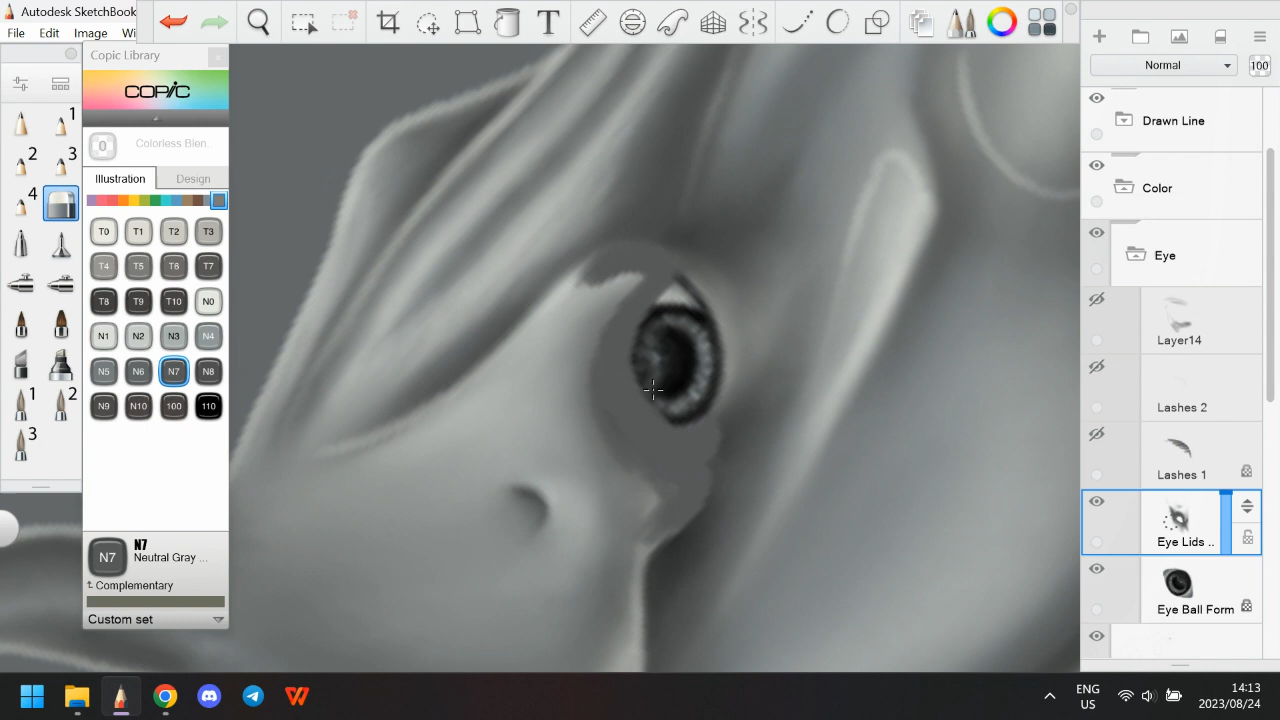 Autodesk SketchBook
File Edit Image Wi
T
Copic Library
COPIC
0 Colorless Blen..
Illustration Design
1
2 3
4
1 2
3
T0 T1 T2 T3
T4 T5 T6 T7
T8 T9 T10 N0
N1 N2 N3 N4
N5 N6 N7 N8
N9 N10 100 110
N7 N7
Neutral Gray ...
Complementary
Custom set
Normal 100
Drawn Line
Color
Eye
Layer14
Lashes 2
Lashes 1
Eye Lids ..
Eye Ball Form
ENG
US
14:13
2023/08/24